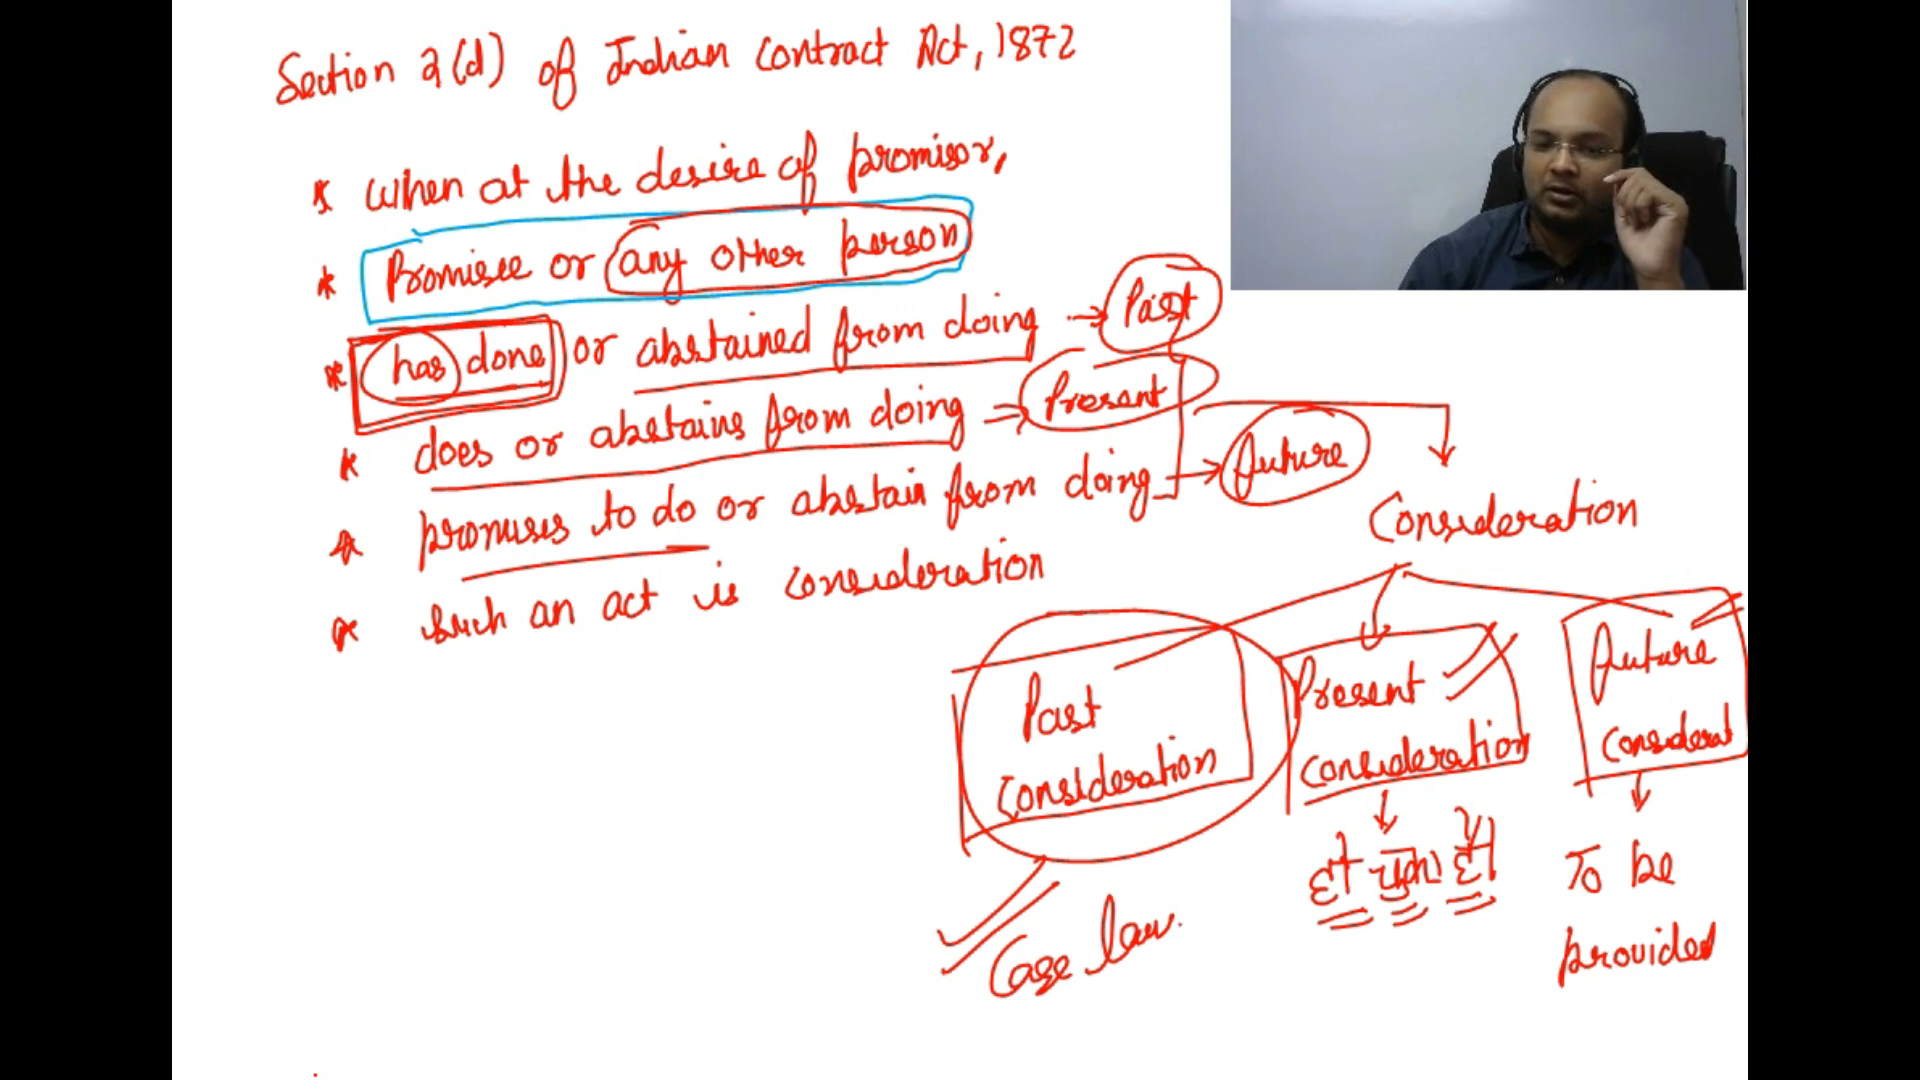 Section 2(d) of Indian Contract Act, 1872
* When at the desire of promisor,
* Promisee or any other person
* has done or abstained from doing → Past
* does or abstains from doing → Present
* promises to do or abstain from doing → future
* such an act is consideration
Consideration
Past consideration
Present consideration
future considerat
Case law.
To be provided